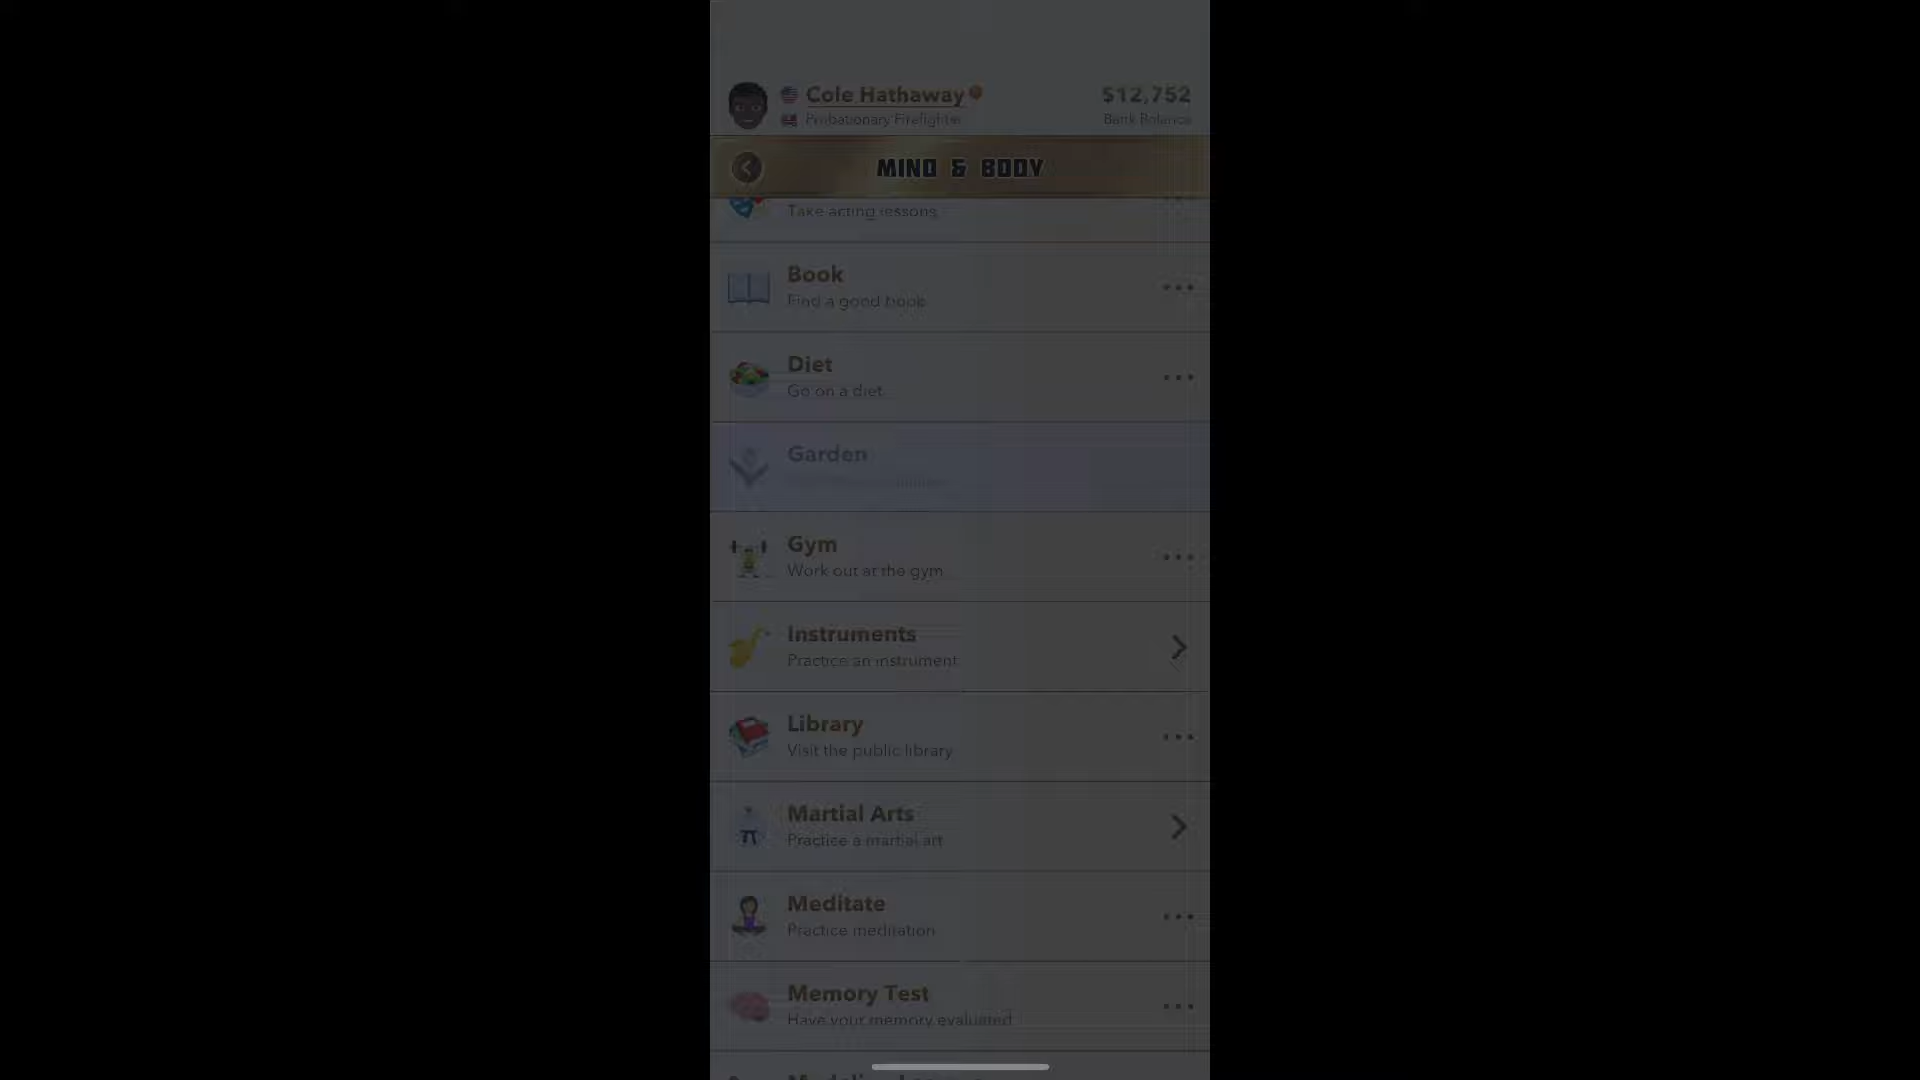 Cole Hathaway
$12,752
Probationary Firefighter
Bank Balance
MIND & BODY
Take acting lessons
Book
Find a good book
Diet
Go on a diet
Garden
Gym
Work out at the gym
Instruments
Practice an instrument
Library
Visit the public library
Martial Arts
Practice a martial art
Meditate
Practice meditation
Memory Test
Have your memory evaluated